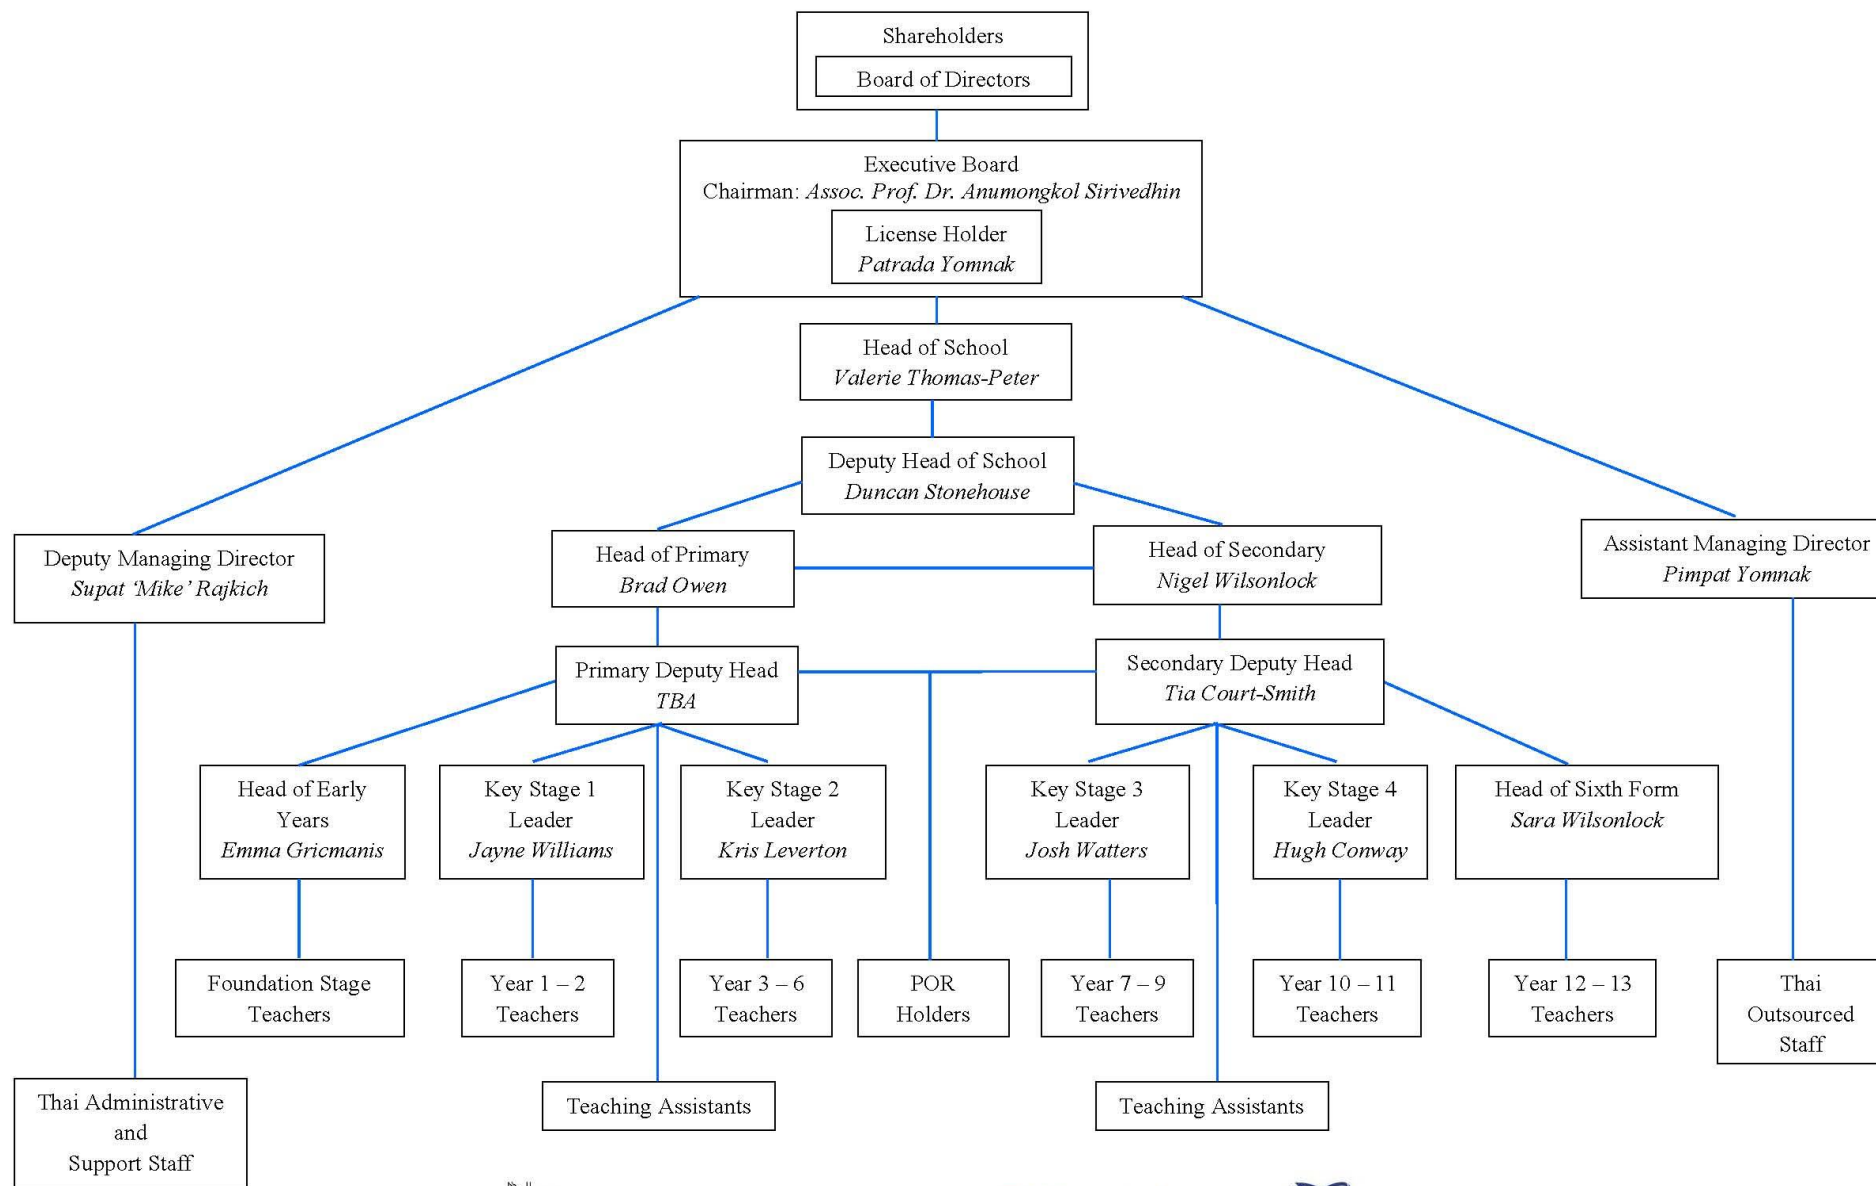 Shareholders
Board of Directors
Executive Board
Chairman: Assoc. Prof. Dr. Anumongkol Sirivedhin
License Holder
Patrada Yomnak
Head of School
Valerie Thomas-Peter
Deputy Head of School
Duncan Stonehouse
Deputy Managing Director
Supat ‘Mike’ Rajkich
Head of Primary
Brad Owen
Head of Secondary
Nigel Wilsonlock
Assistant Managing Director
Pimpat Yomnak
Primary Deputy Head
TBA
Secondary Deputy Head
Tia Court-Smith
Head of Early
Years
Emma Gricmanis
Key Stage 1
Leader
Jayne Williams
Key Stage 2
Leader
Kris Leverton
Key Stage 3
Leader
Josh Watters
Key Stage 4
Leader
Hugh Conway
Head of Sixth Form
Sara Wilsonlock
Foundation Stage
Teachers
Year 1 – 2
Teachers
Year 3 – 6
Teachers
POR
Holders
Year 7 – 9
Teachers
Year 10 – 11
Teachers
Year 12 – 13
Teachers
Thai
Outsourced
Staff
Thai Administrative
and
Support Staff
Teaching Assistants
Teaching Assistants